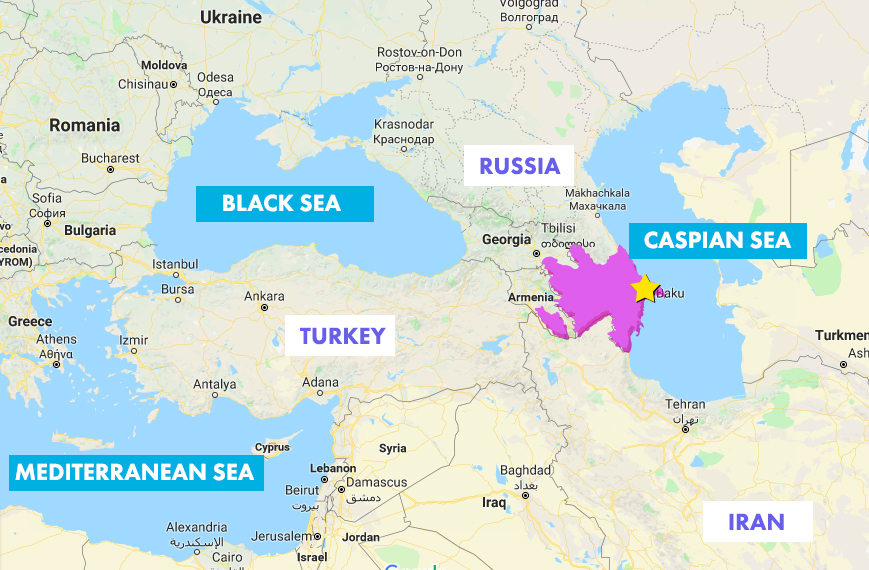 Volgograd
Волгоград
Ukraine
Rostov-on-Don
Ростов-на-Дону
Moldova
Chisinau
Odesa
Одеса
Romania
Krasnodar
Краснодар
Bucharest
RUSSIA
Makhachkala
Махачкала
BLACK SEA
Sofia
София
Bulgaria
Tbilisi
თბილისი
Georgia
CASPIAN SEA
cedonia
YROM)
Istanbul
Bursa
Ankara
Armenia
Baku
Greece
Athens
Αθήνα
Izmir
TURKEY
Turkmen
Ash
Antalya
Adana
Tehran
تهران
Cyprus
Syria
MEDITERRANEAN SEA
Lebanon
Beirut
بيروت
Damascus
دمشق
Baghdad
بغداد
Iraq
IRAN
Alexandria
الإسكندرية
Jerusalem
Jordan
Cairo
Israel